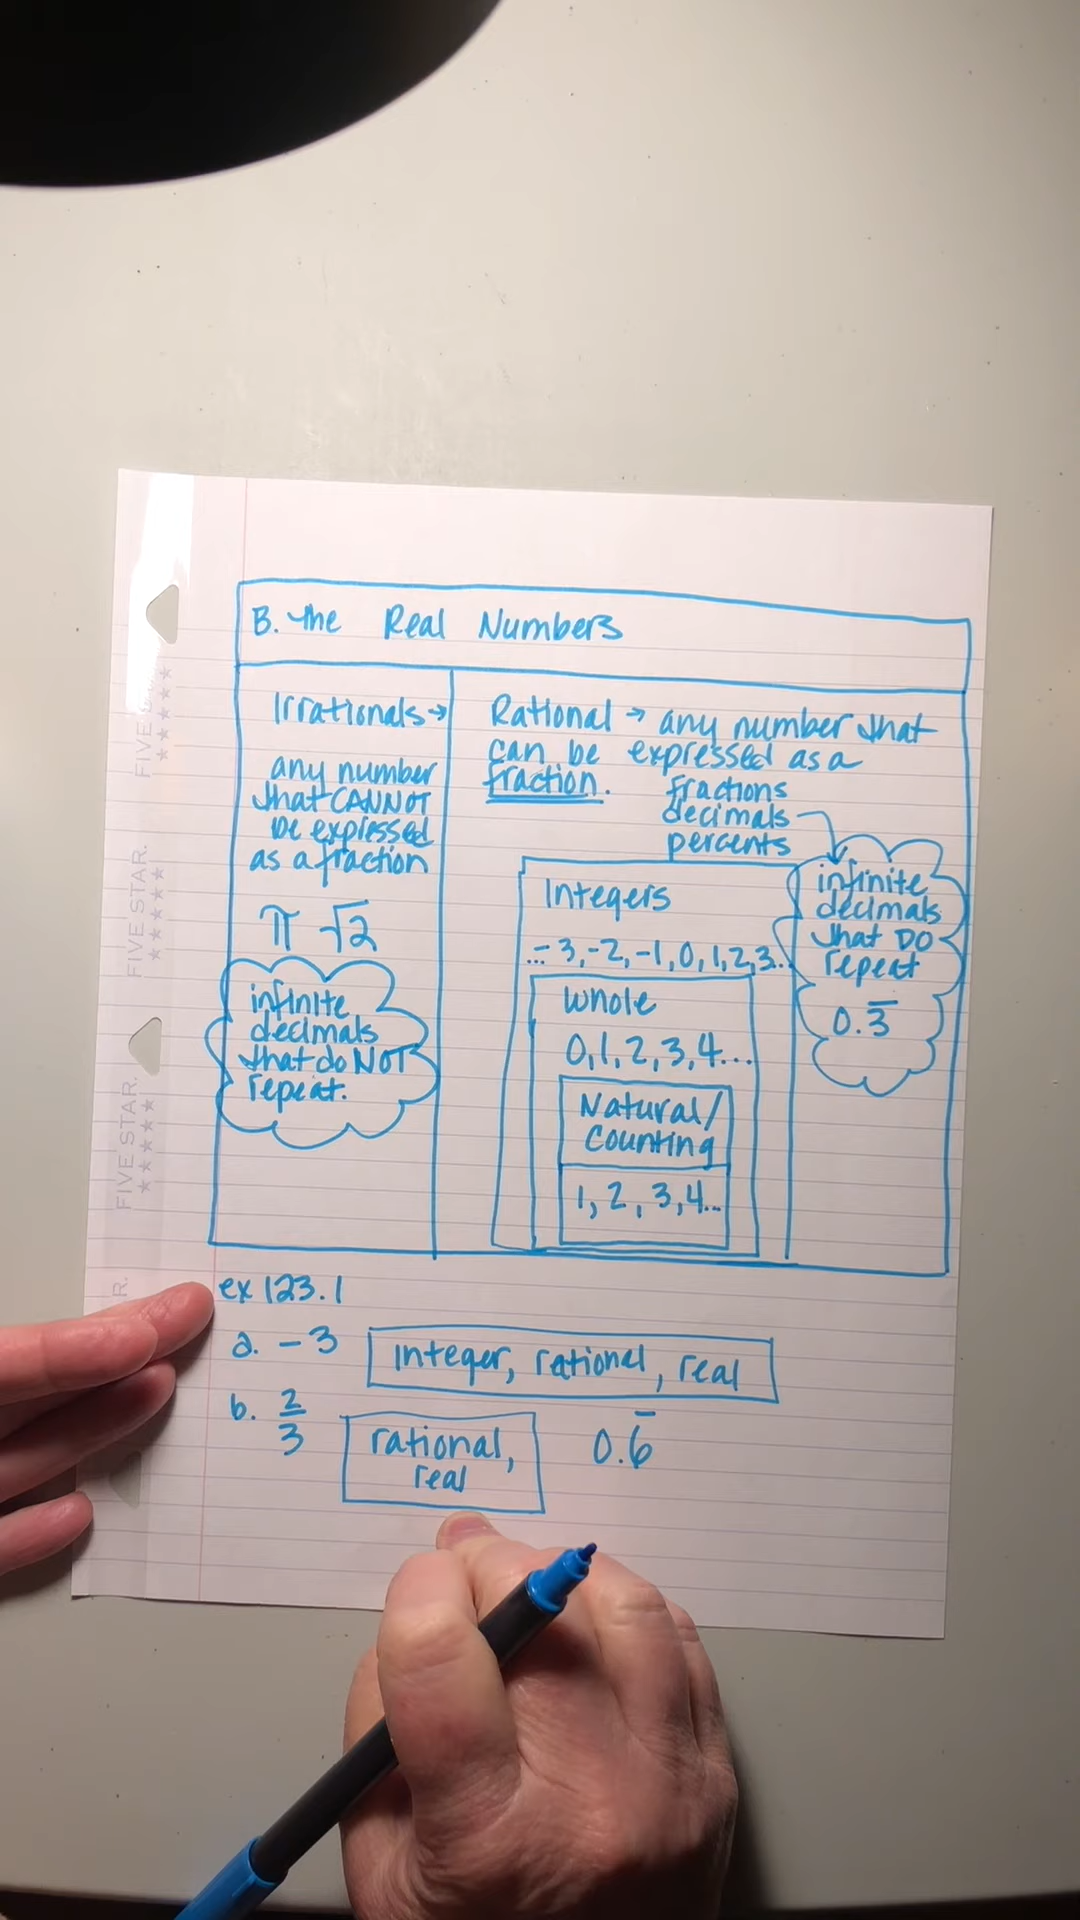 B. the Real Numbers
Irrationals →
any number
that CANNOT
be expressed
as a fraction
π √2
infinite
decimals
that do NOT
repeat.
Rational → any number that
can be expressed as a
fraction.
fractions
decimals
percents
infinite
decimals
that DO
repeat
0.3̅
Integers
... -3, -2, -1, 0, 1, 2, 3...
Whole
0, 1, 2, 3, 4...
Natural/
Counting
1, 2, 3, 4...
ex 123.1
a. -3 integer, rational, real
b. 2/3 rational, 0.6̅
real
FIVE STAR.
FIVE STAR.
FIVE STAR.
R.